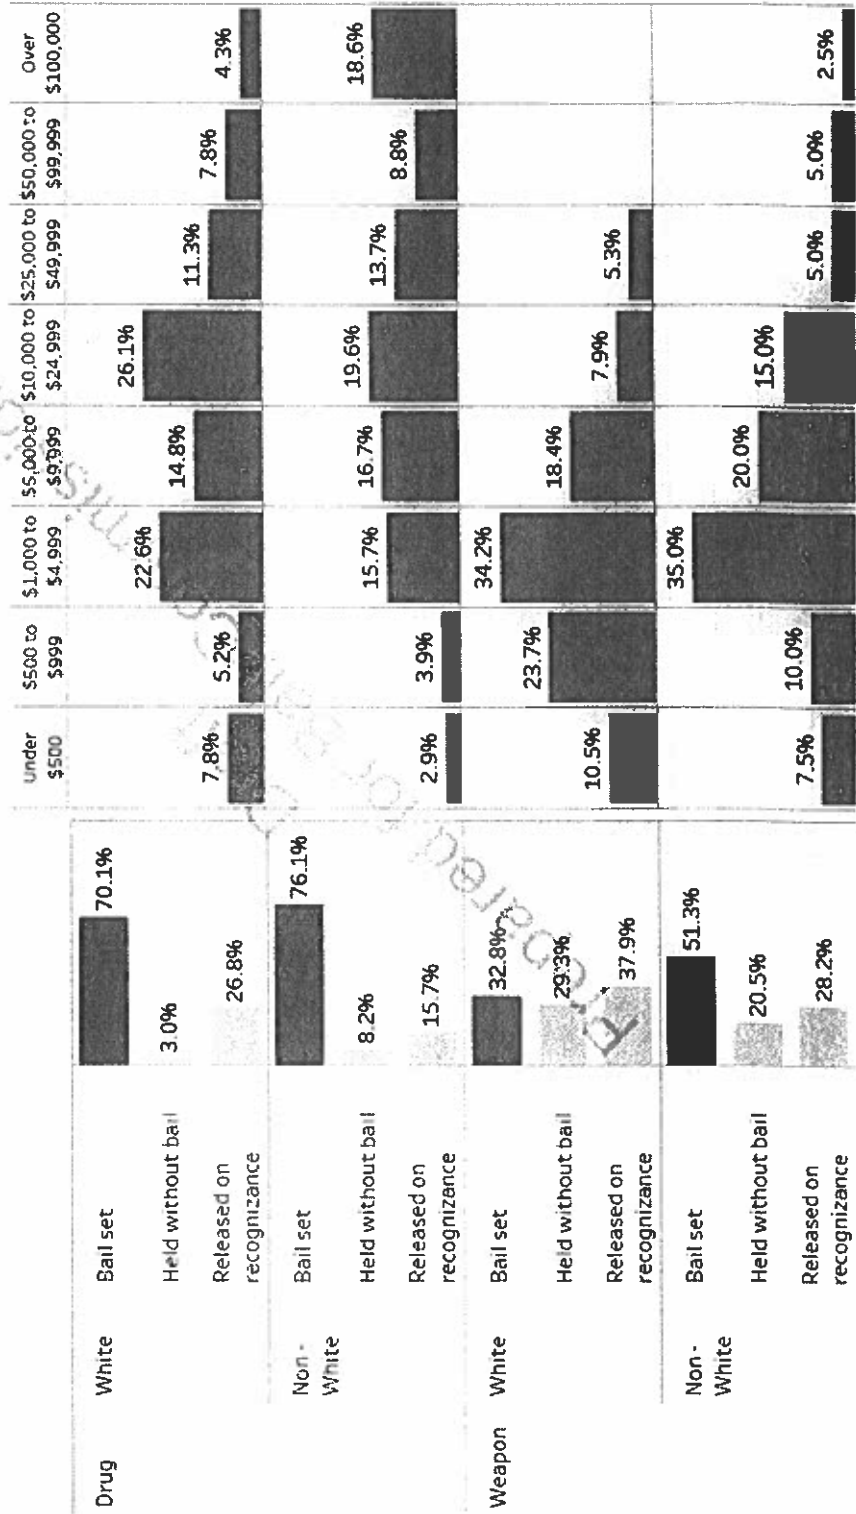 Under $500
$500 to $999
$1,000 to $4,999
$5,000 to $9,999
$10,000 to $24,999
$25,000 to $49,999
$50,000 to $99,999
Over $100,000
Drug
White
Bail set
70.1%
Held without bail
3.0%
Released on recognizance
26.8%
7.8%
5.2%
22.6%
14.8%
26.1%
11.3%
7.8%
4.3%
Non-White
Bail set
76.1%
Held without bail
8.2%
Released on recognizance
15.7%
2.9%
3.9%
15.7%
16.7%
19.6%
13.7%
8.8%
18.6%
Weapon
White
Bail set
32.8%
Held without bail
29.3%
Released on recognizance
37.9%
10.5%
23.7%
34.2%
18.4%
7.9%
5.3%
Non-White
Bail set
51.3%
Held without bail
20.5%
Released on recognizance
28.2%
7.5%
10.0%
35.0%
20.0%
15.0%
5.0%
5.0%
2.5%
Prepared for